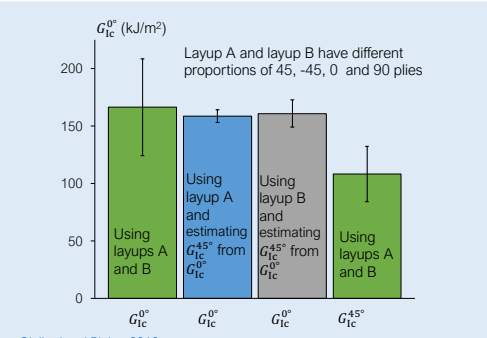 G_Ic^0° (kJ/m²)
Layup A and layup B have different
proportions of 45, -45, 0 and 90 plies
200
150
100
50
0
Using
layups A
and B
Using
layup A
and
estimating
G_Ic^45° from
G_Ic^0°
Using
layup B
and
estimating
G_Ic^45° from
G_Ic^0°
Using
layups A
and B
G_Ic^0° G_Ic^0° G_Ic^0° G_Ic^45°